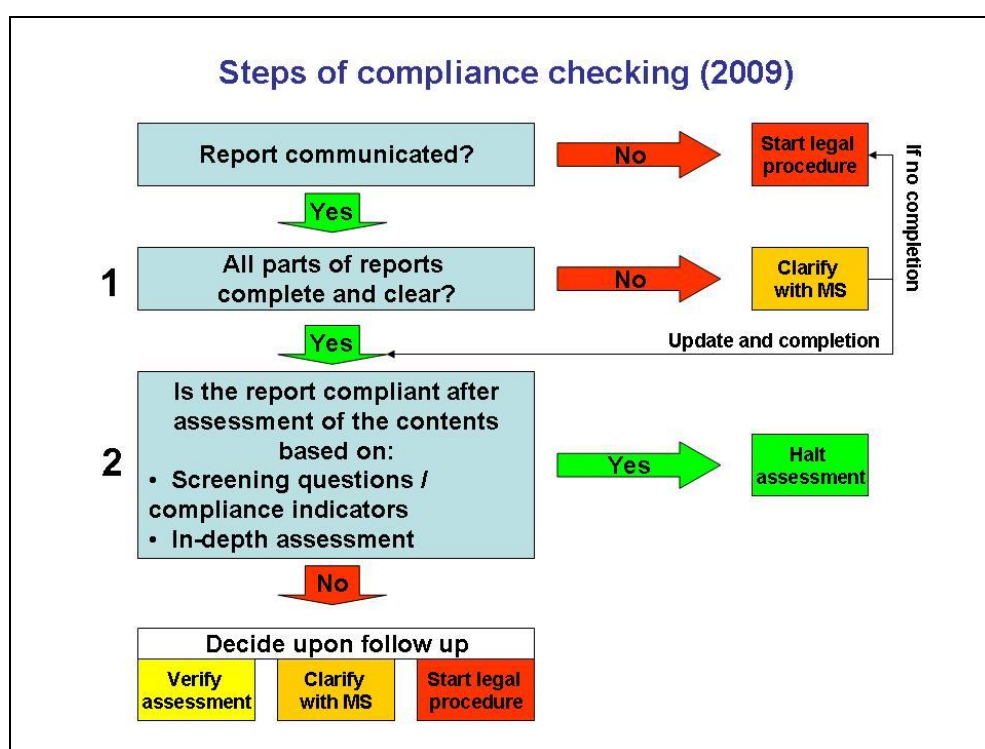 Steps of compliance checking (2009)
Report communicated?
No
Start legal
procedure
If no completion
Yes
1
All parts of reports
complete and clear?
No
Clarify
with MS
Yes
Update and completion
2
Is the report compliant after
assessment of the contents
based on:
• Screening questions /
compliance indicators
• In-depth assessment
Yes
Halt
assessment
No
Decide upon follow up
Verify
assessment
Clarify
with MS
Start legal
procedure